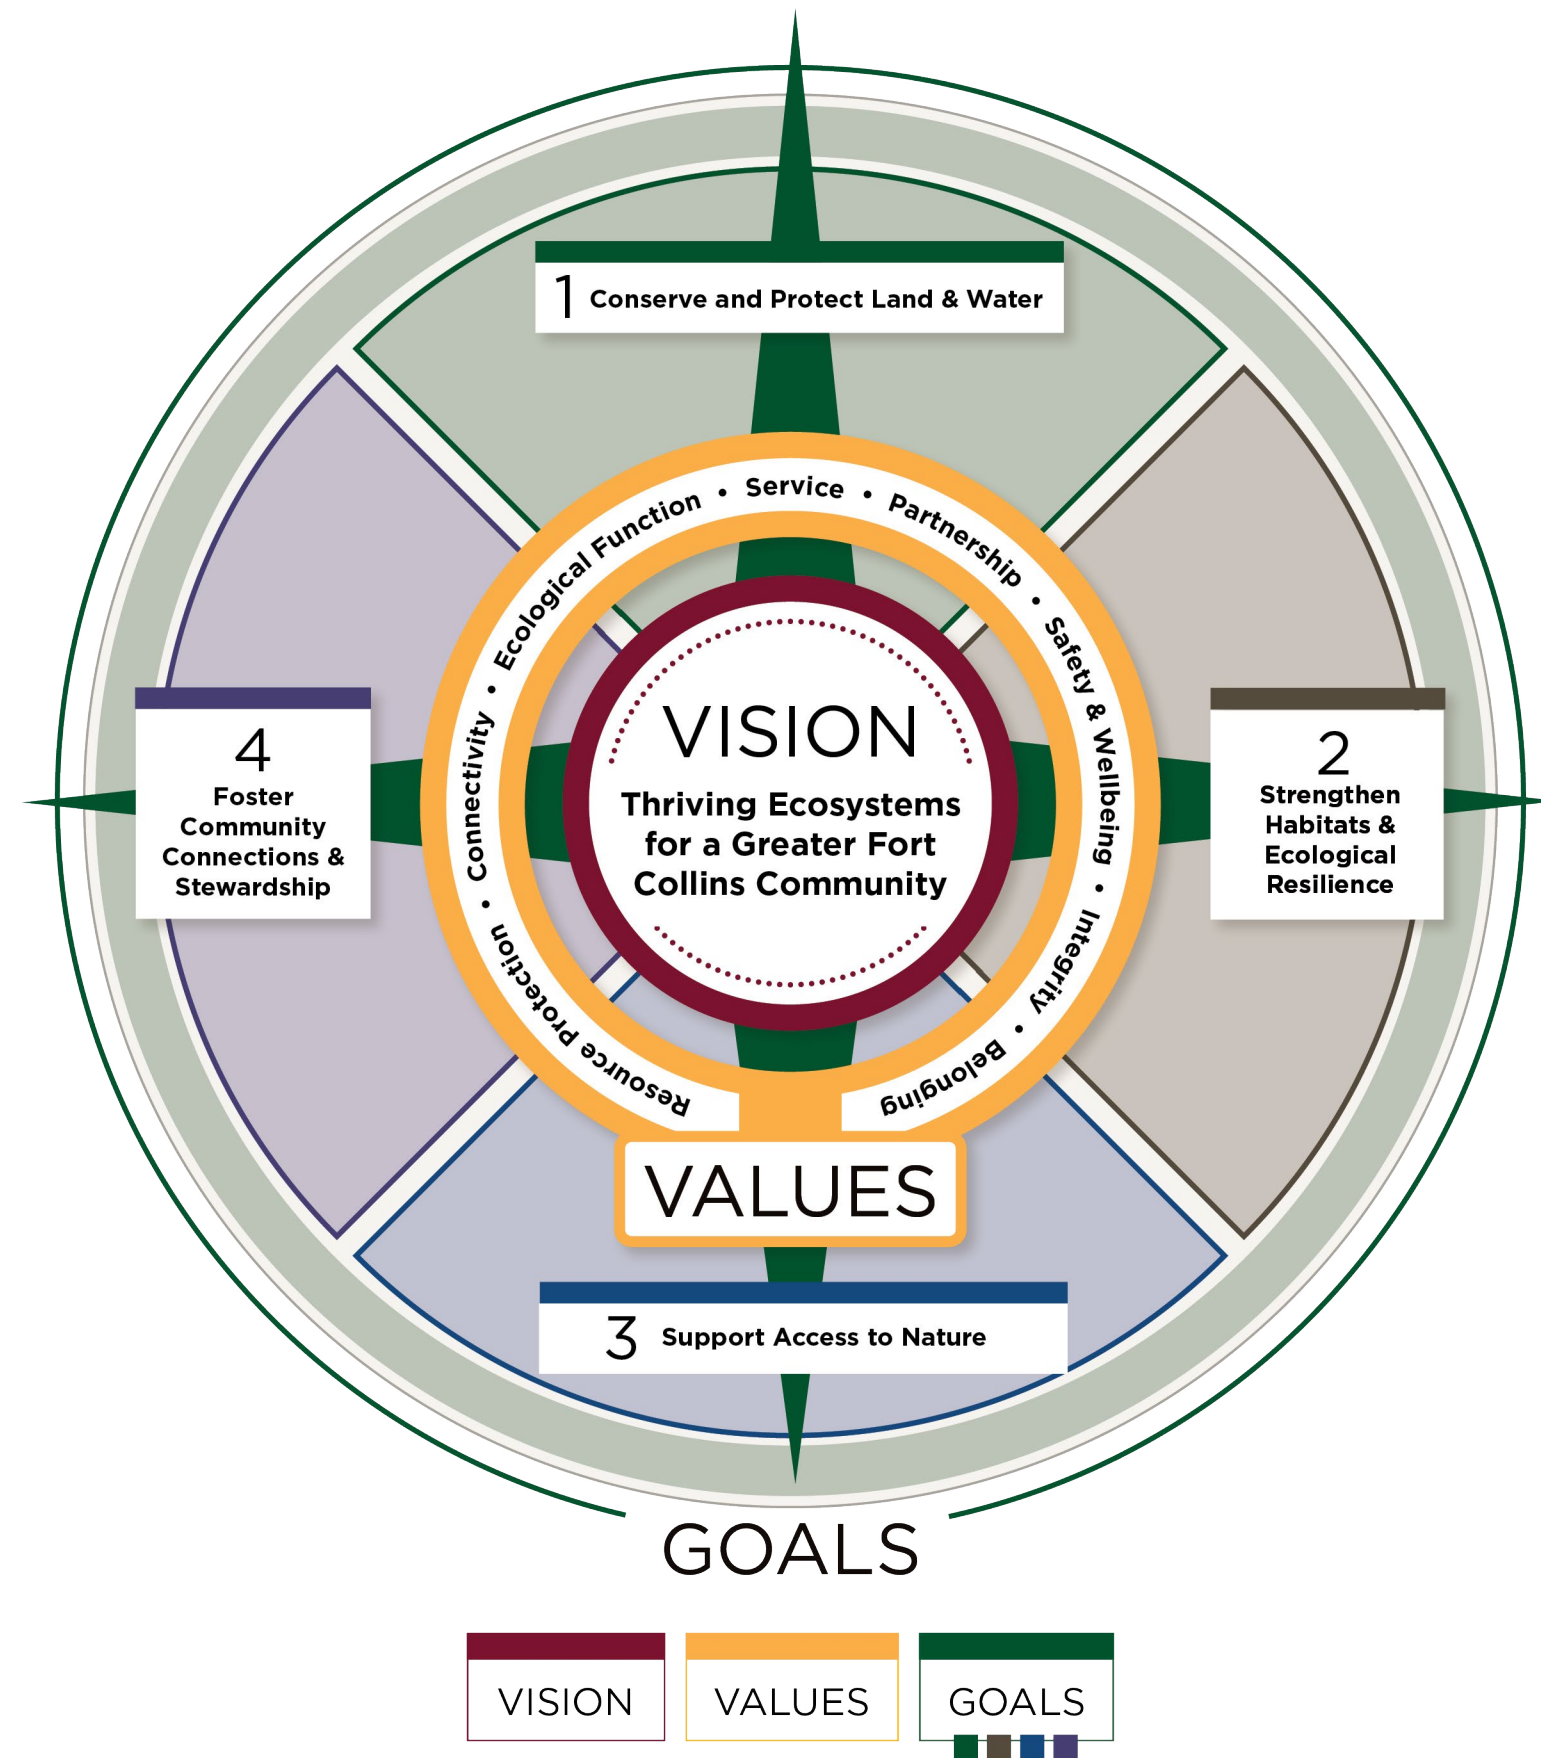 1 Conserve and Protect Land & Water
Resource Protection • Connectivity • Ecological Function • Service • Partnership • Safety & Wellbeing • Integrity • Belonging
VISION
Thriving Ecosystems
for a Greater Fort
Collins Community
4
Foster
Community
Connections &
Stewardship
2
Strengthen
Habitats &
Ecological
Resilience
VALUES
3 Support Access to Nature
GOALS
VISION
VALUES
GOALS